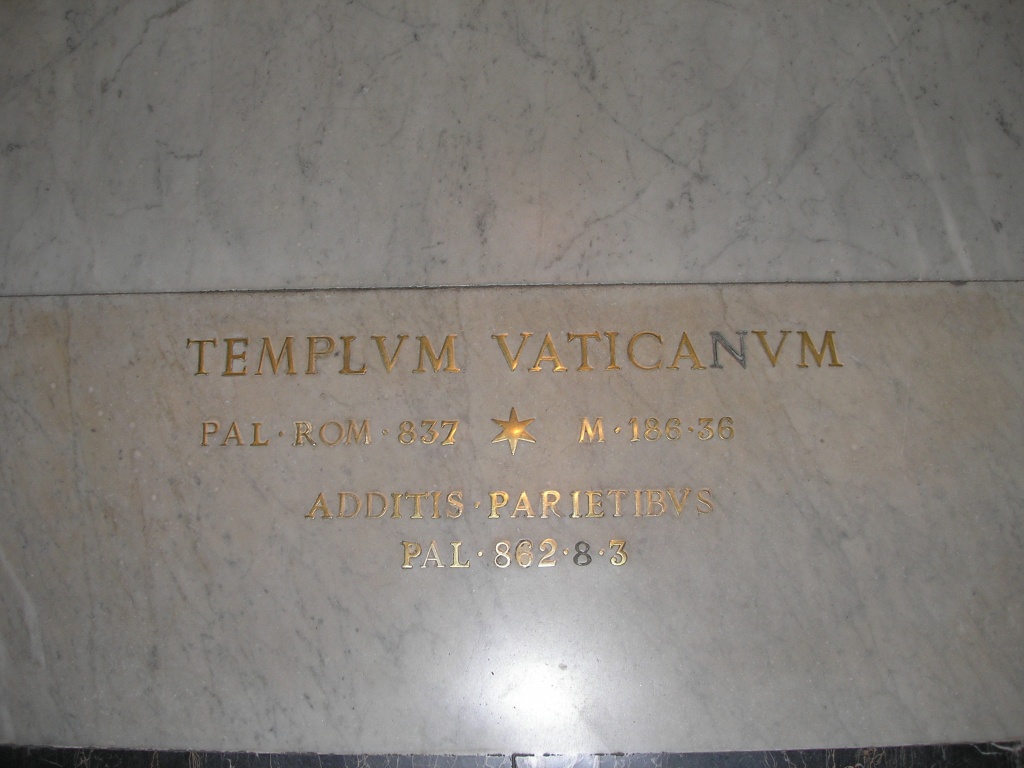 TEMPLVM VATICANVM
PAL · ROM · 837 ★ M · 186·36
ADDITIS · PARIETIBVS
PAL · 862·8·3